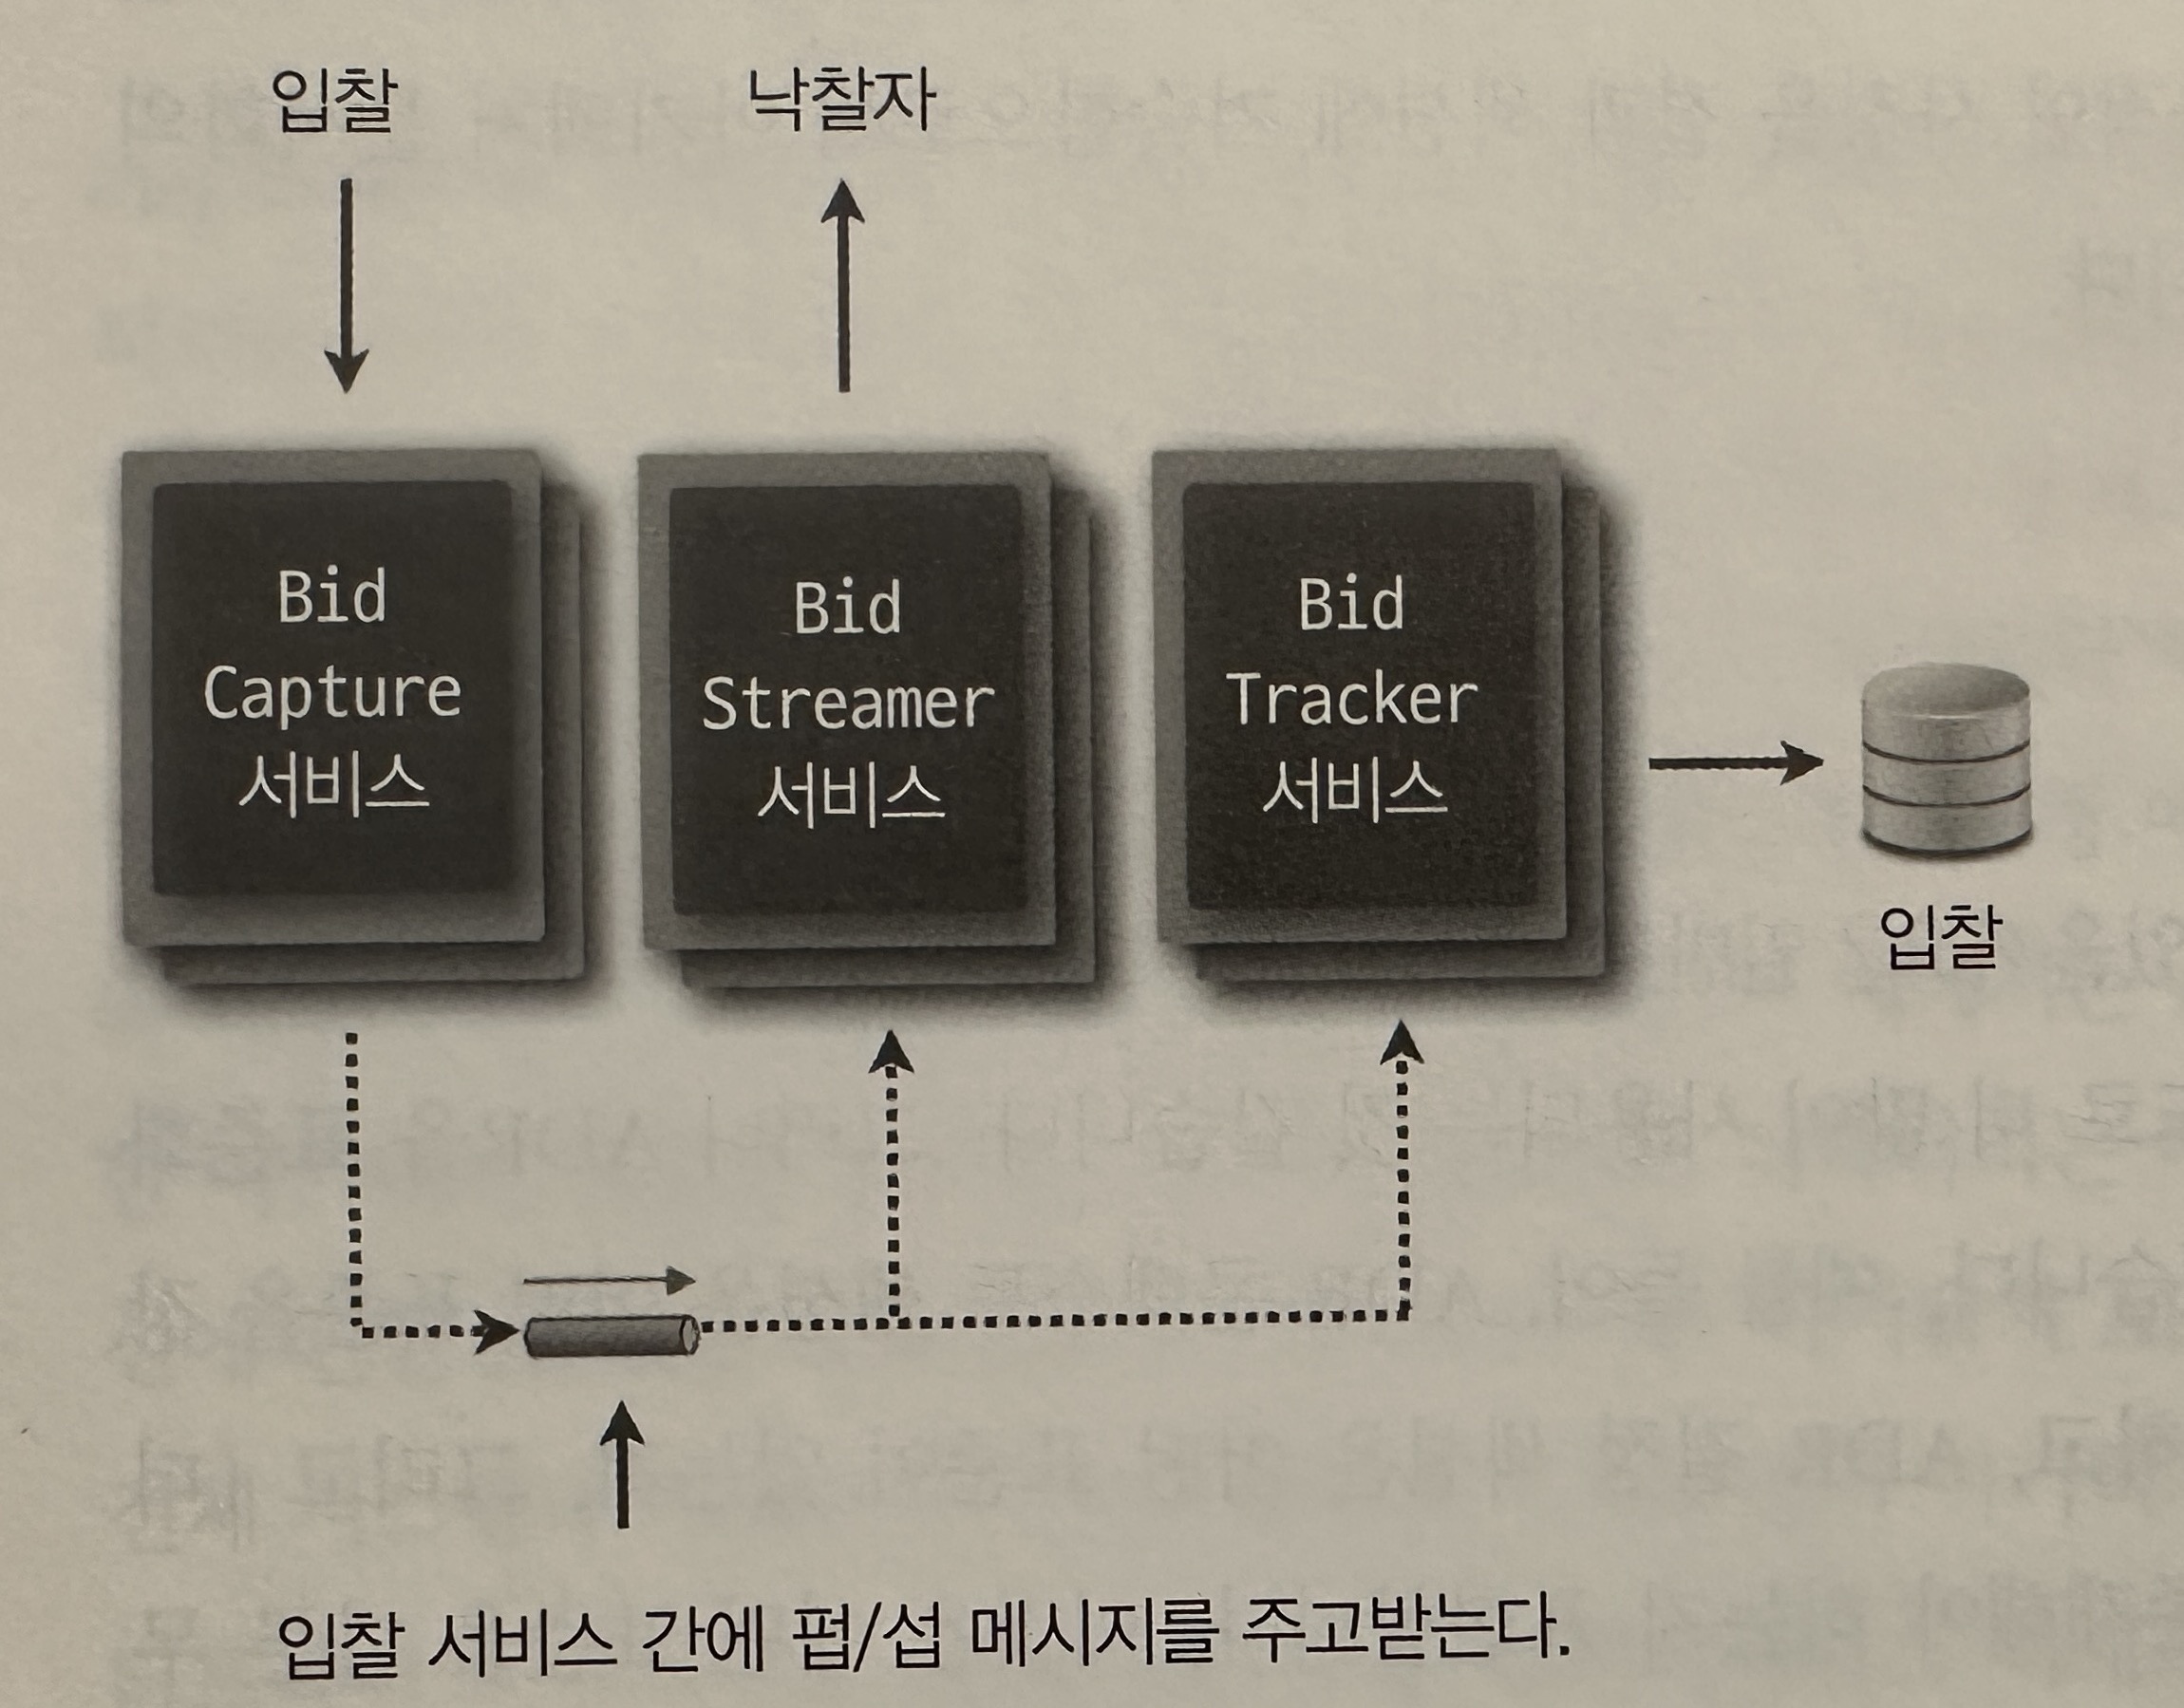 입찰
낙찰자
Bid
Capture
서비스
Bid
Streamer
서비스
Bid
Tracker
서비스
입찰
입찰 서비스 간에 펍/섭 메시지를 주고받는다.